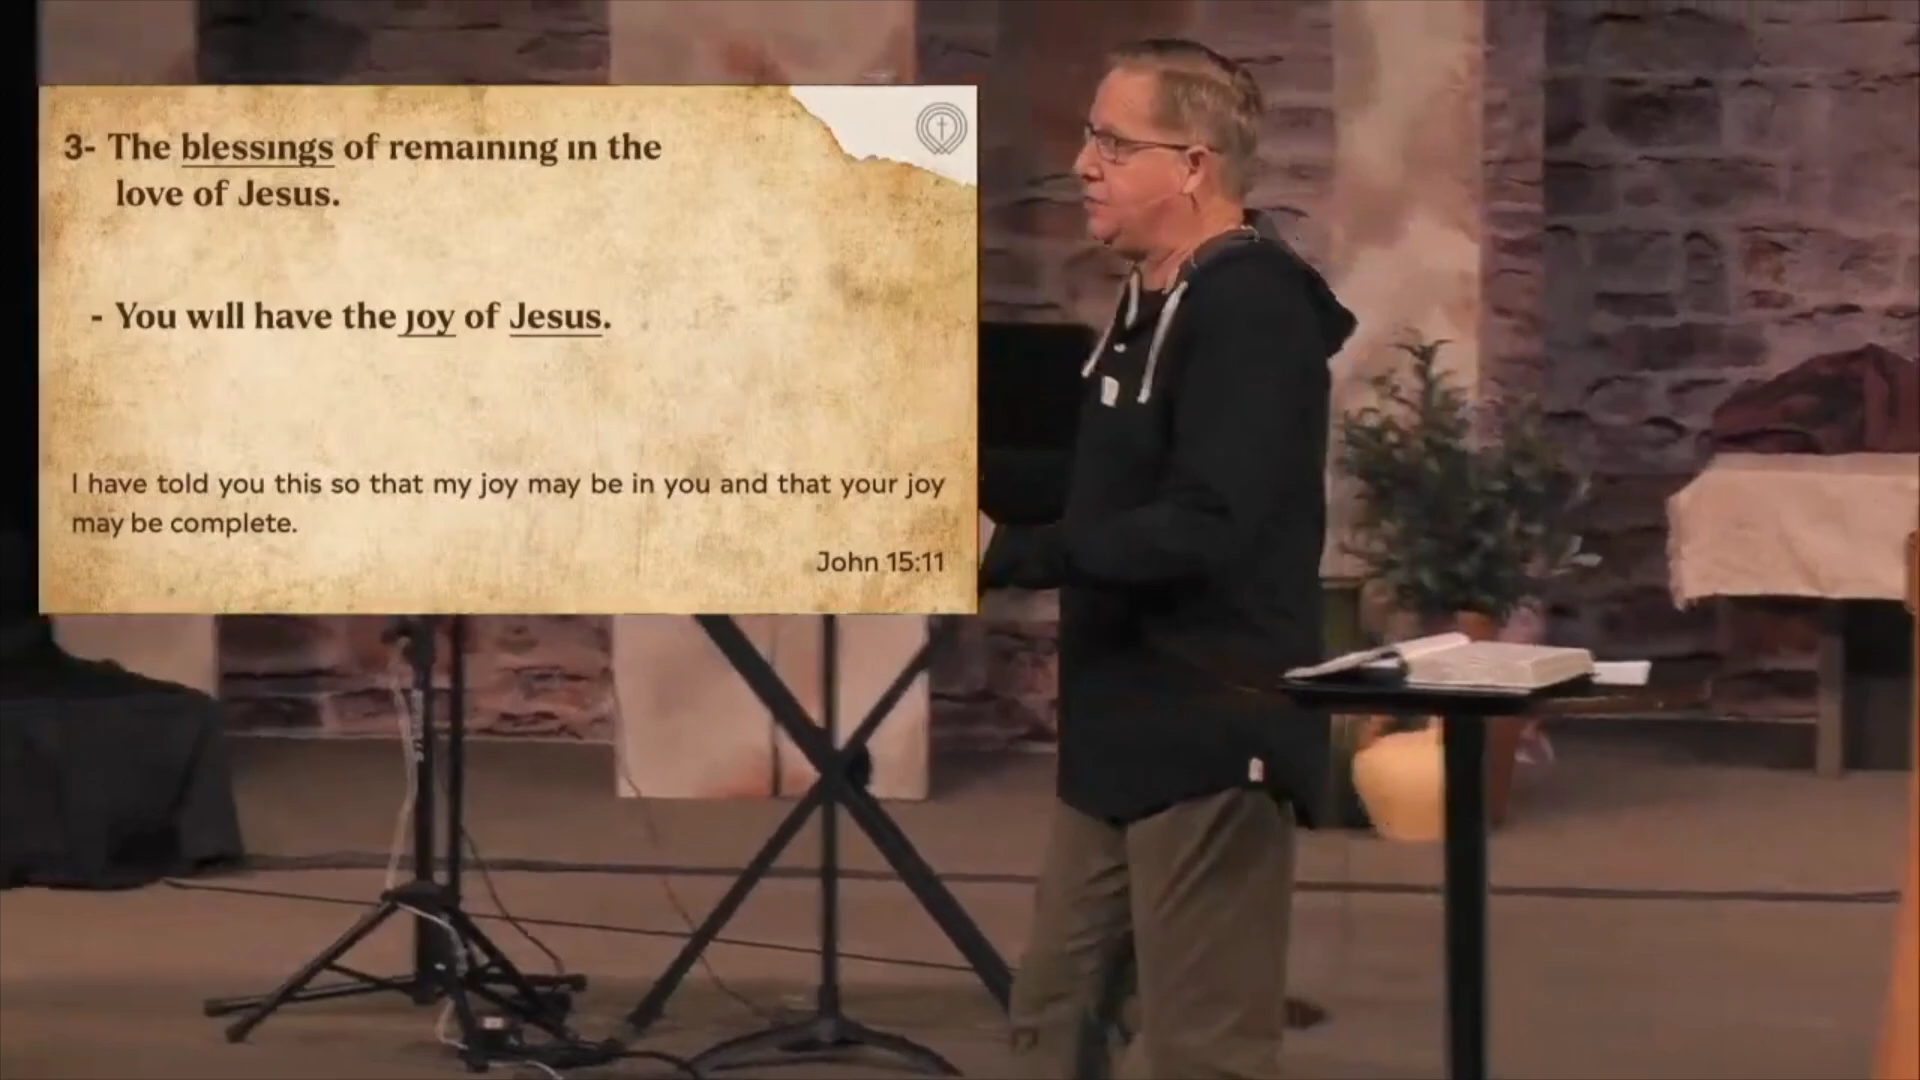 3- The blessings of remaining in the
love of Jesus.
- You will have the joy of Jesus.
I have told you this so that my joy may be in you and that your joy
may be complete.
John 15:11